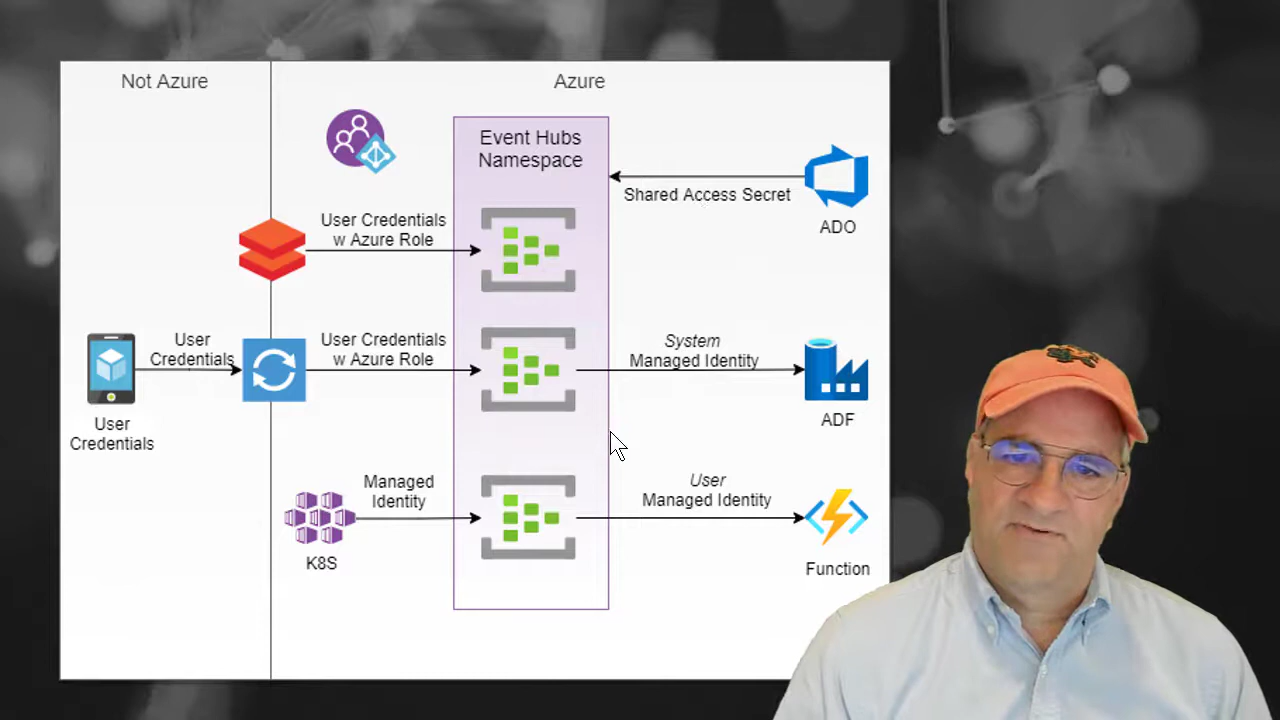 Not Azure
Azure
Event Hubs
Namespace
Shared Access Secret
ADO
User Credentials
w Azure Role
User
Credentials
User Credentials
w Azure Role
System
Managed Identity
User
Credentials
ADF
Managed
Identity
User
Managed Identity
K8S
Function